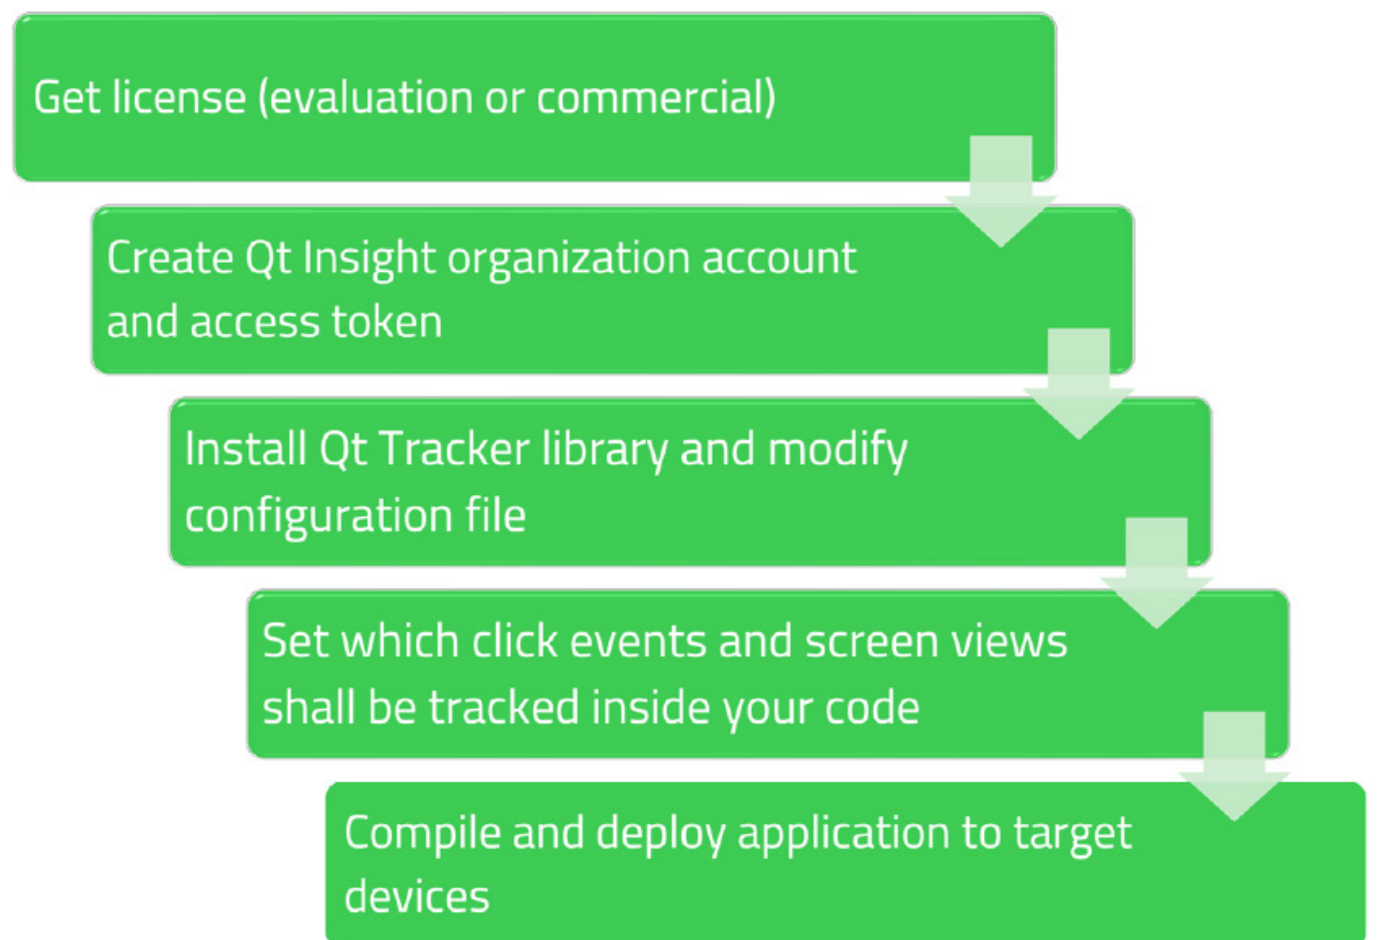 Get license (evaluation or commercial)
Create Qt Insight organization account
and access token
Install Qt Tracker library and modify
configuration file
Set which click events and screen views
shall be tracked inside your code
Compile and deploy application to target
devices